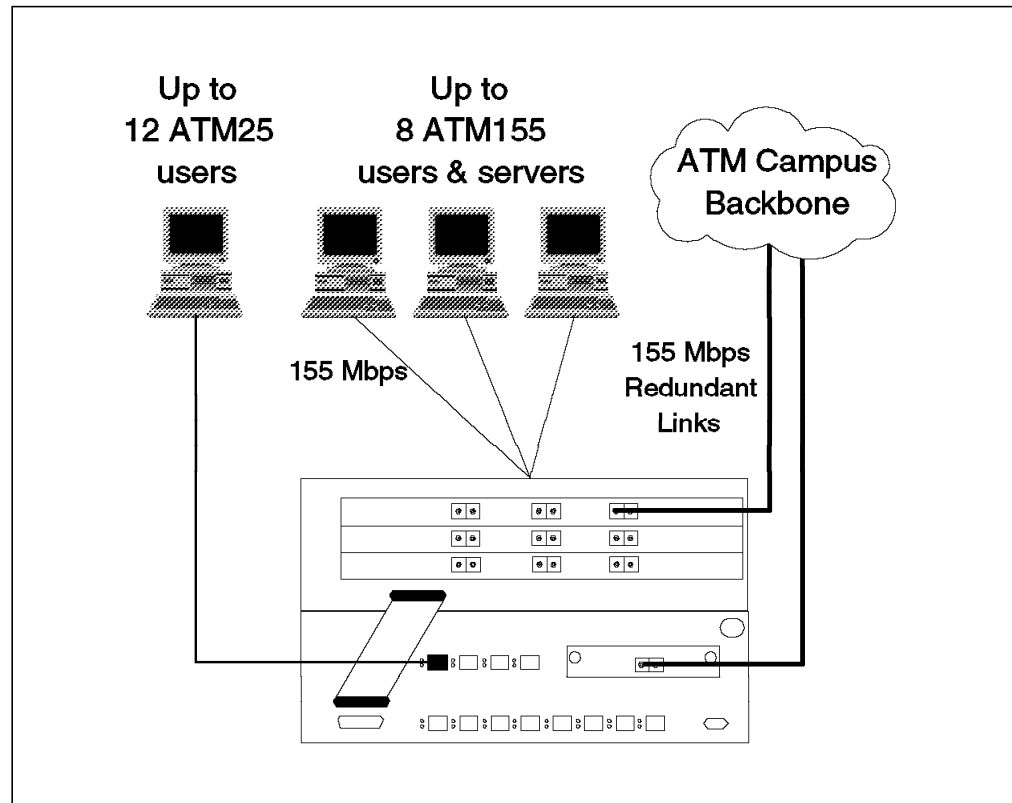 Up to
12 ATM25
users
Up to
8 ATM155
users & servers
ATM Campus
Backbone
155 Mbps
155 Mbps
Redundant
Links